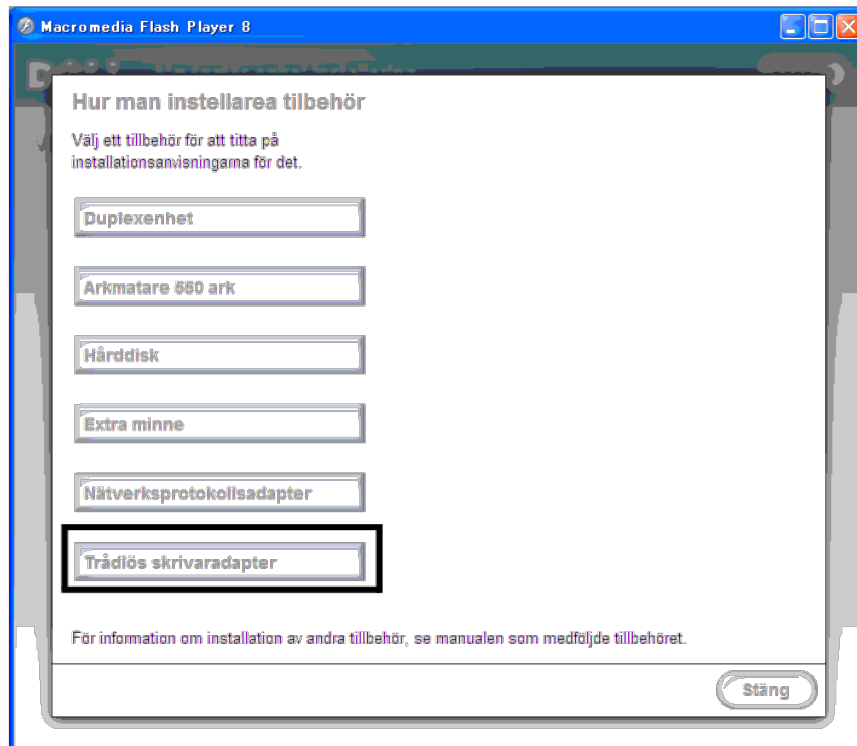 Macromedia Flash Player 8
Hur man instellarea tilbehör
Välj ett tillbehör för att titta på
installationsanvisningarna för det.
Duplexenhet
Arkmatare 550 ark
Hårddisk
Extra minne
Nätverksprotokollsadapter
Trådlös skrivaradapter
För information om installation av andra tillbehör, se manualen som medföljde tillbehöret.
Stäng